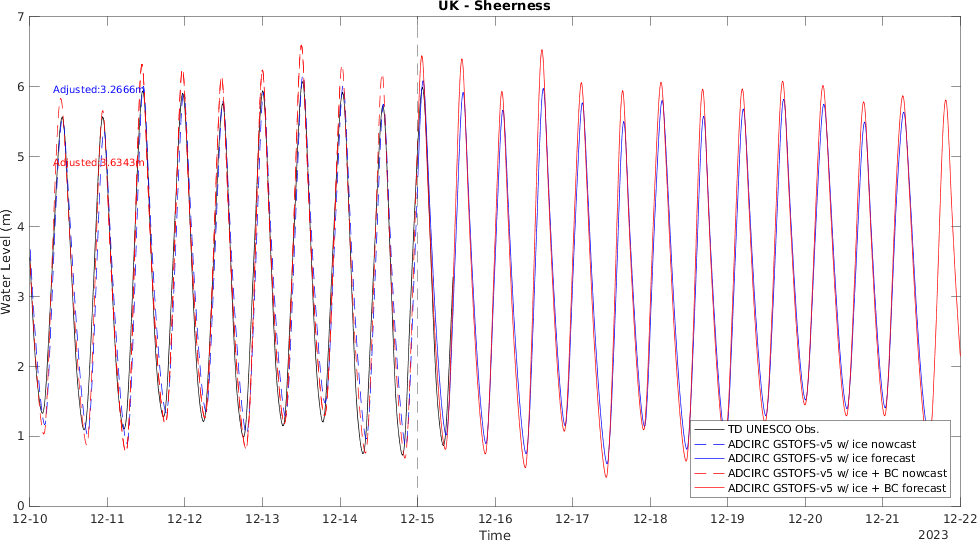 UK - Sheerness
7
6
5
4
3
2
1
0
Water Level (m)
Adjusted:3.2666m
Adjusted:3.6343m
TD UNESCO Obs.
ADCIRC GSTOFS-v5 w/ ice nowcast
ADCIRC GSTOFS-v5 w/ ice forecast
ADCIRC GSTOFS-v5 w/ ice + BC nowcast
ADCIRC GSTOFS-v5 w/ ice + BC forecast
12-10 12-11 12-12 12-13 12-14 12-15 12-16 12-17 12-18 12-19 12-20 12-21 12-22
Time
2023